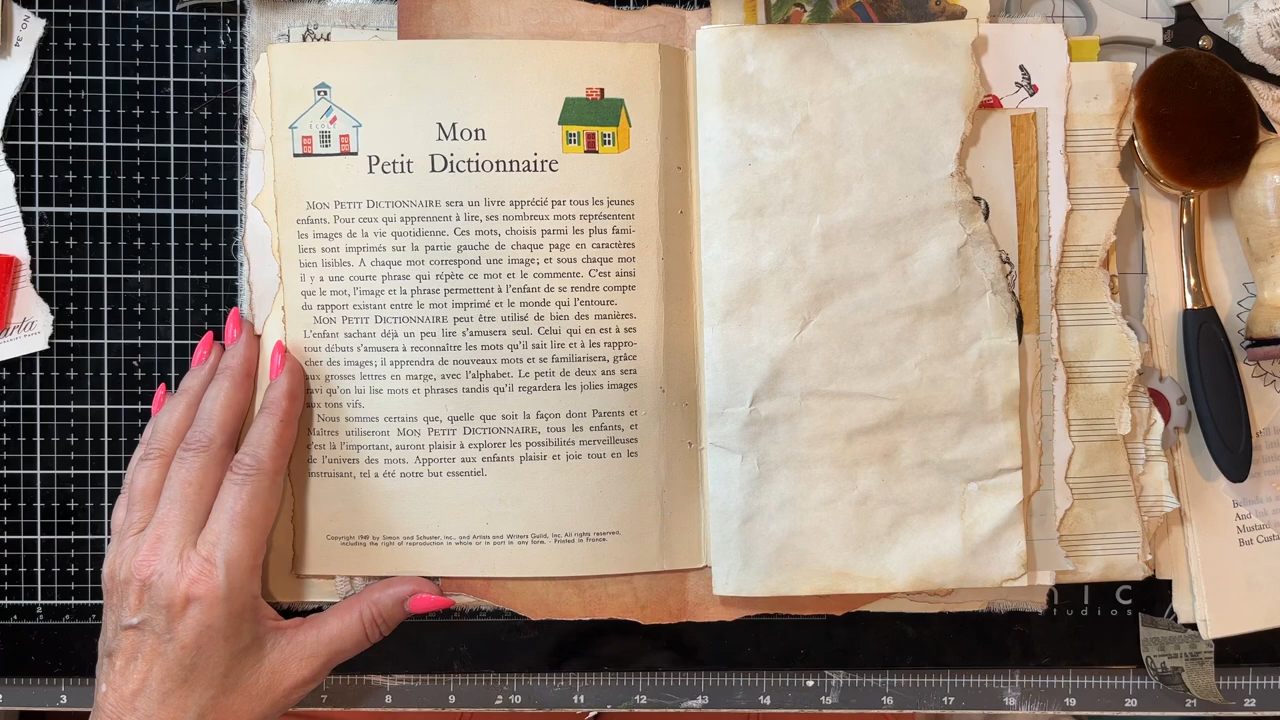 NO. 34
ÉCOLE
Mon
Petit Dictionnaire
MON PETIT DICTIONNAIRE sera un livre apprécié par tous les jeunes
enfants. Pour ceux qui apprennent à lire, ses nombreux mots représentent
les images de la vie quotidienne. Ces mots, choisis parmi les plus fami-
liers sont imprimés sur la partie gauche de chaque page en caractères
bien lisibles. A chaque mot correspond une image; et sous chaque mot
il y a une courte phrase qui répète ce mot et le commente. C'est ainsi
que le mot, l'image et la phrase permettent à l'enfant de se rendre compte
du rapport existant entre le mot imprimé et le monde qui l'entoure.
MON PETIT DICTIONNAIRE peut être utilisé de bien des manières.
L'enfant sachant déjà un peu lire s'amusera seul. Celui qui en est à ses
tout débuts s'amusera à reconnaître les mots qu'il sait lire et à les rappro-
cher des images; il apprendra de nouveaux mots et se familiarisera, grâce
aux grosses lettres en marge, avec l'alphabet. Le petit de deux ans sera
ravi qu'on lui lise mots et phrases tandis qu'il regardera les jolies images
aux tons vifs.
Nous sommes certains que, quelle que soit la façon dont Parents et
Maîtres utiliseront MON PETIT DICTIONNAIRE, tous les enfants, et
c'est là l'important, auront plaisir à explorer les possibilités merveilleuses
de l'univers des mots. Apporter aux enfants plaisir et joie tout en les
instruisant, tel a été notre but essentiel.
Copyright 1949 by Simon and Schuster, Inc., and Artists and Writers Guild, Inc. All rights reserved,
including the right of reproduction in whole or in part in any form. - Printed in France.
nic
studios
And
Mustard,
But Custa
2 3 7 8 9 10 11 12 13 14 15 16 17 18 19 20 21 22